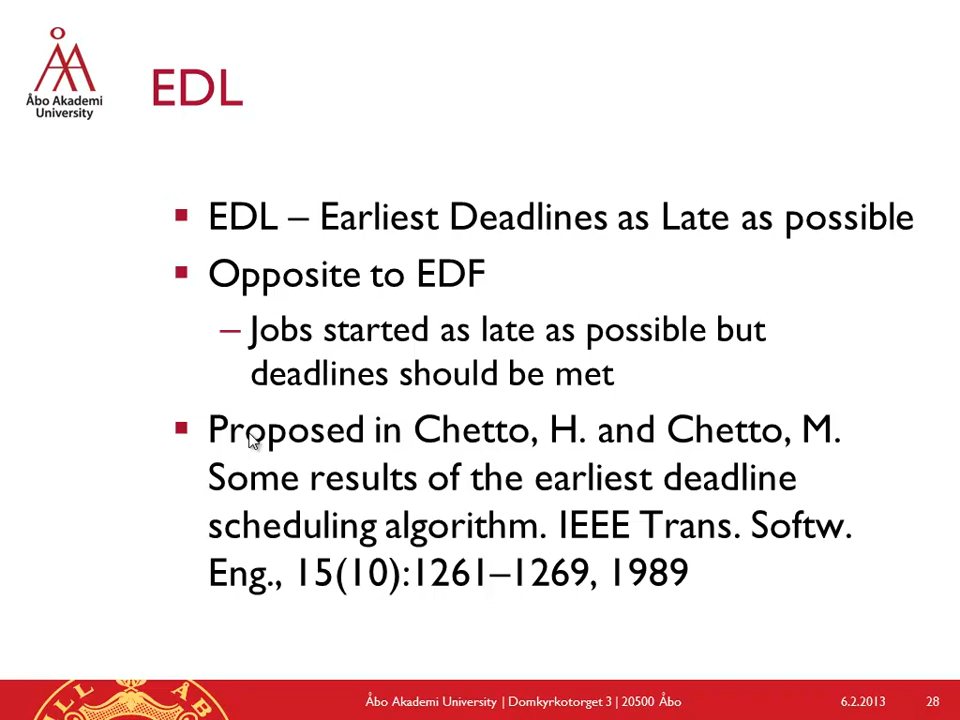 Åbo Akademi
University
EDL
EDL – Earliest Deadlines as Late as possible
Opposite to EDF
– Jobs started as late as possible but
deadlines should be met
Proposed in Chetto, H. and Chetto, M.
Some results of the earliest deadline
scheduling algorithm. IEEE Trans. Softw.
Eng., 15(10):1261–1269, 1989
Åbo Akademi University | Domkyrkotorget 3 | 20500 Åbo
6.2.2013
28